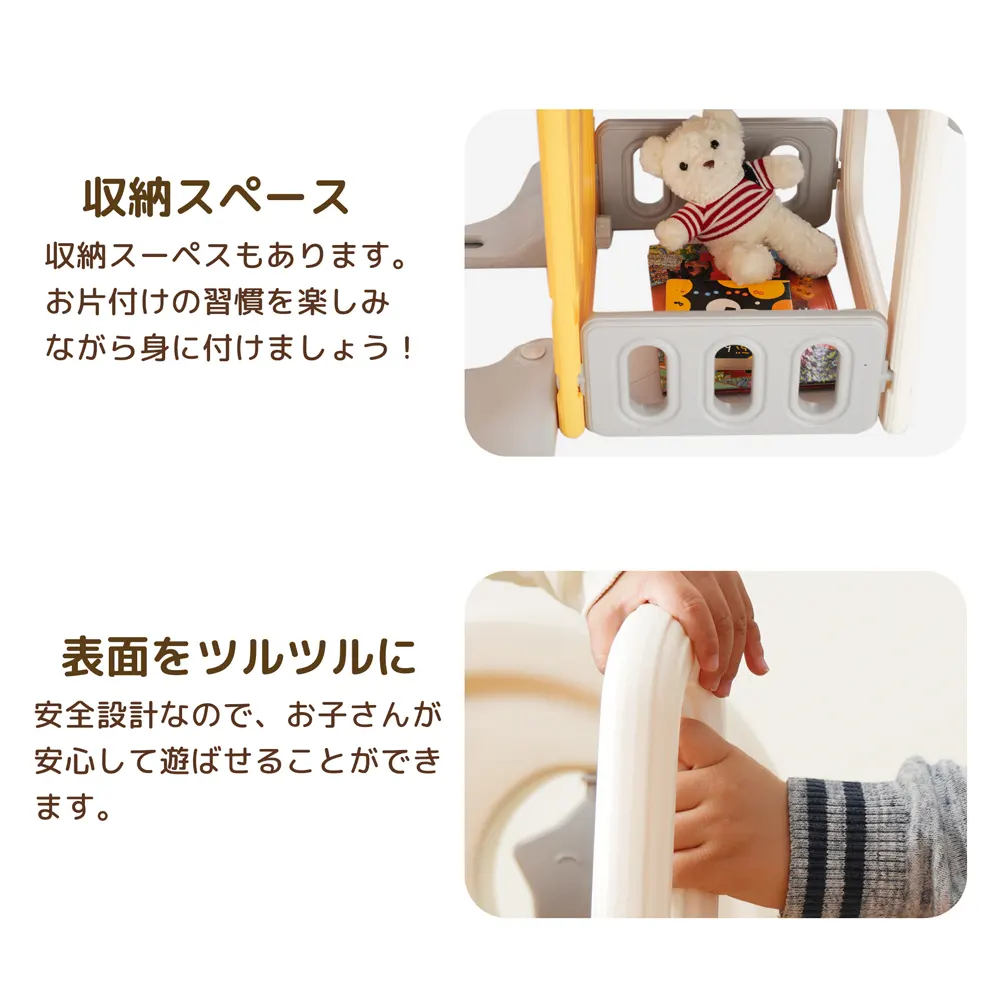 収納スペース
収納スーペスもあります。
お片付けの習慣を楽しみ
ながら身に付けましょう！
表面をツルツルに
安全設計なので、お子さんが
安心して遊ばせることができ
ます。